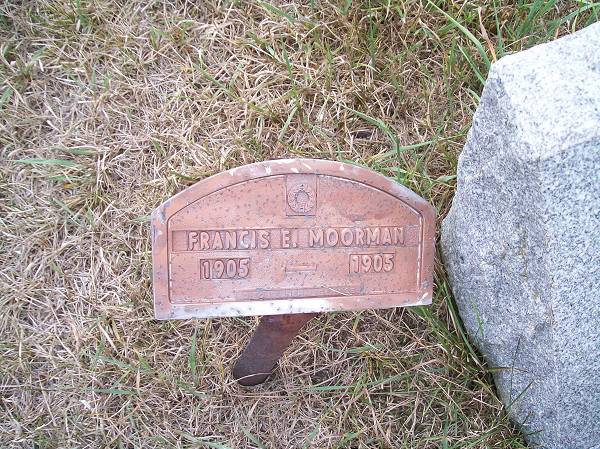 FRANCIS E. MOORMAN
1905 — 1905